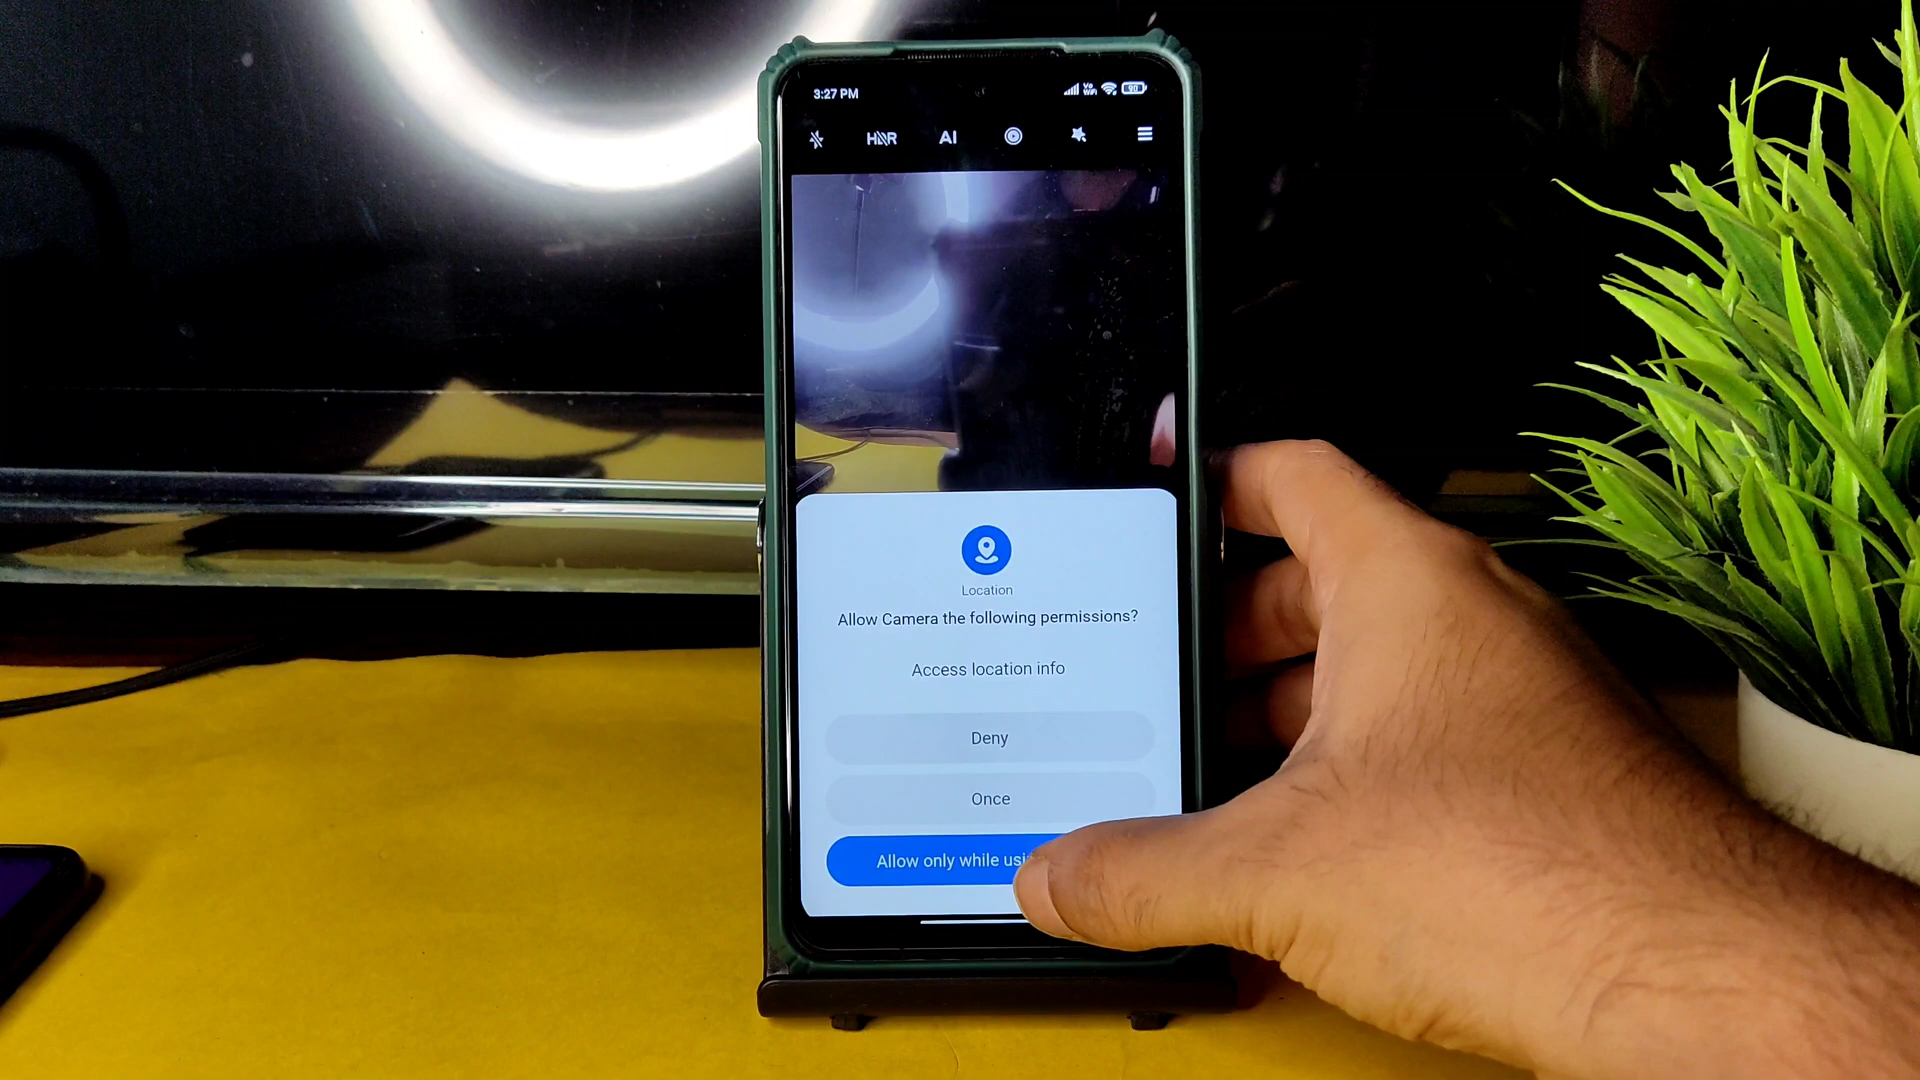 3:27 PM
HDR AI
Location
Allow Camera the following permissions?
Access location info
Deny
Once
Allow only while